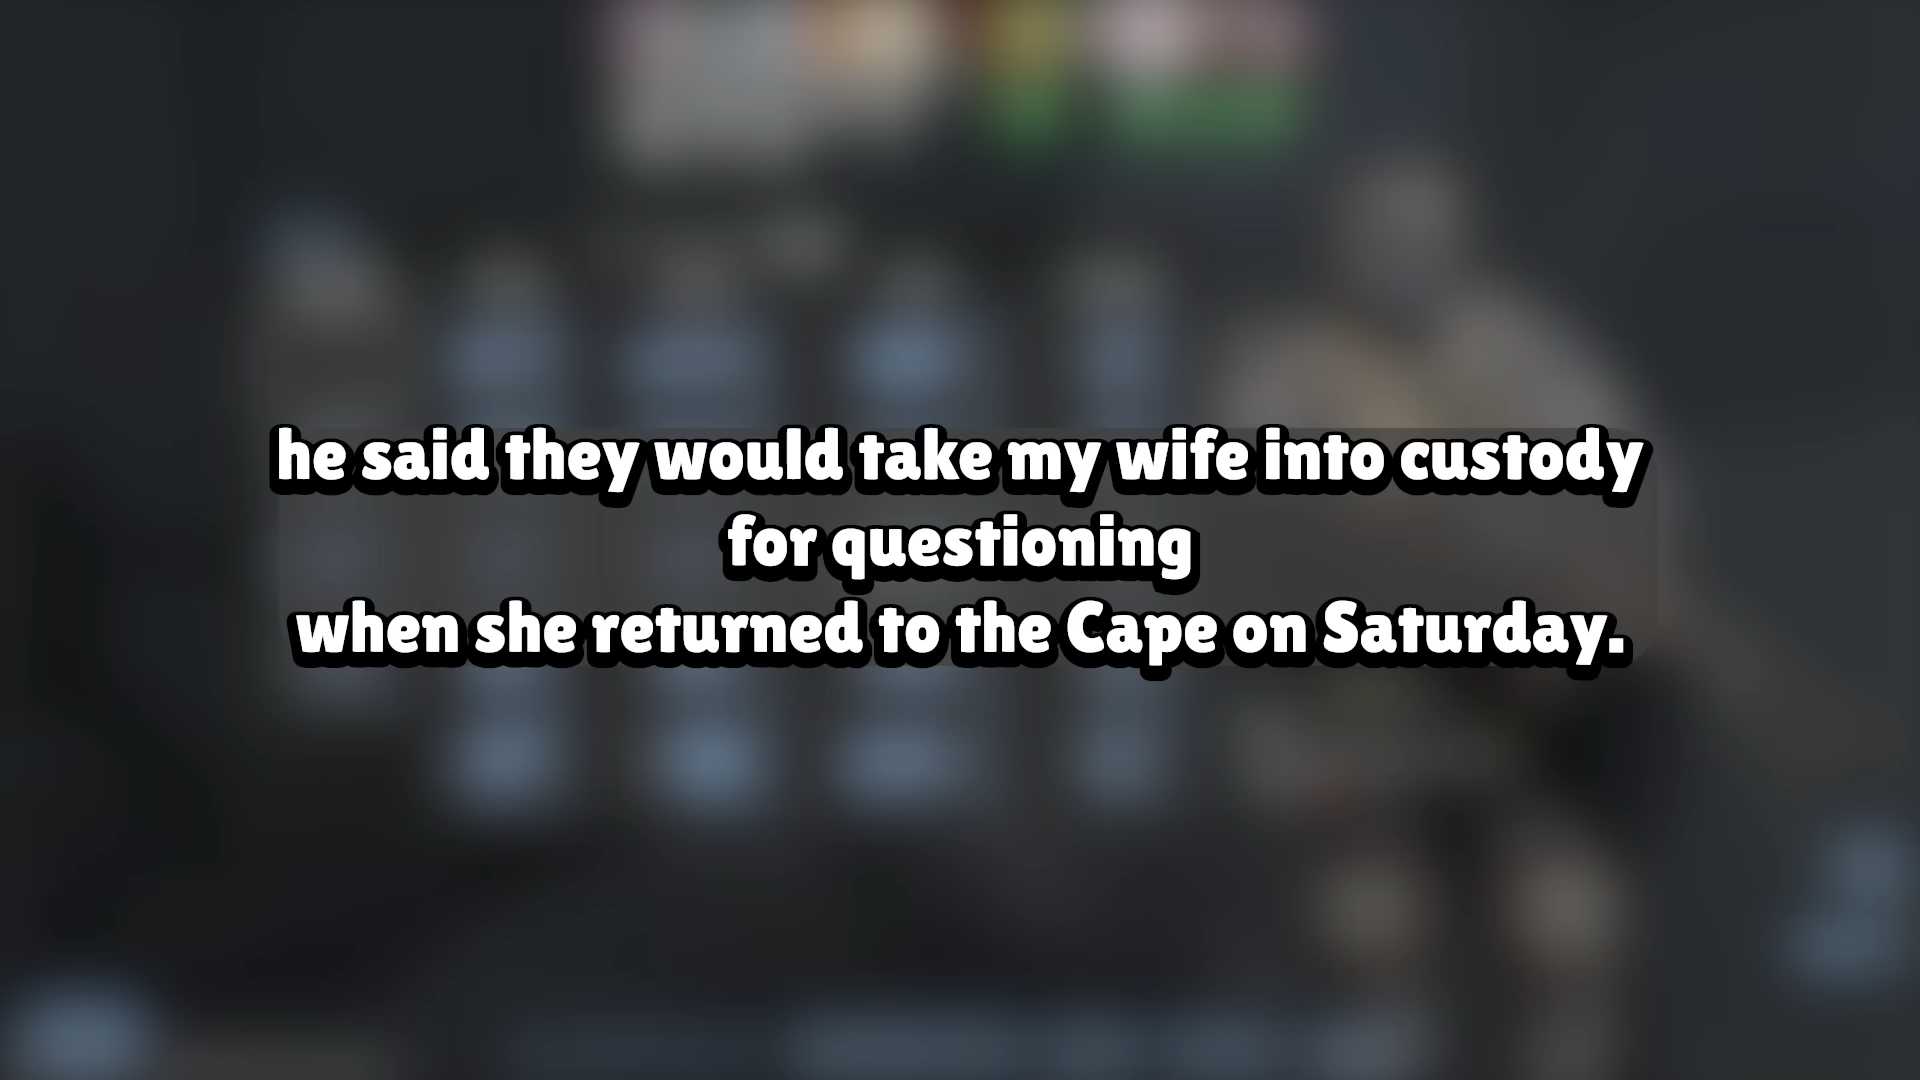 he said they would take my wife into custody
for questioning
when she returned to the Cape on Saturday.